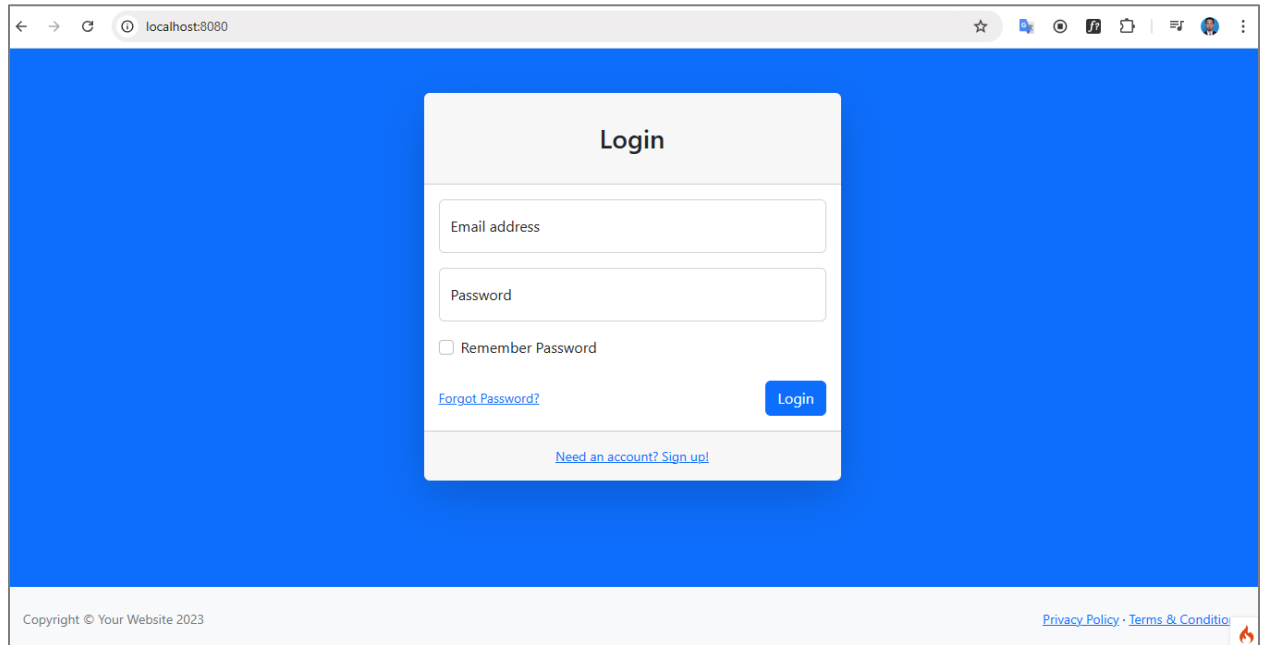 localhost:8080
Login
Email address
Password
Remember Password
Forgot Password? Login
Need an account? Sign up!
Copyright © Your Website 2023 Privacy Policy · Terms &